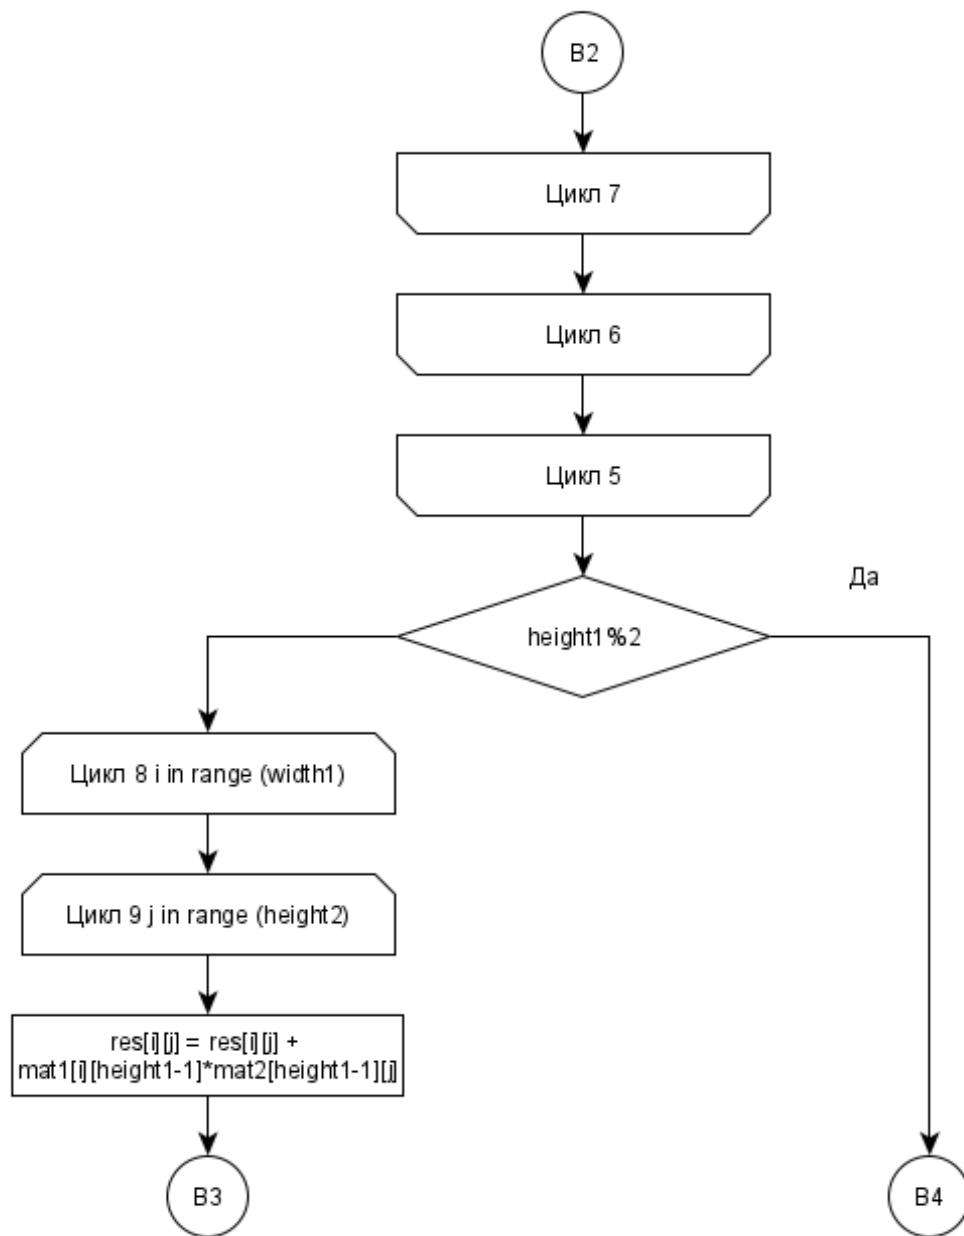 B2
Цикл 7
Цикл 6
Цикл 5
Да
height1%2
Цикл 8 i in range (width1)
Цикл 9 j in range (height2)
res[i][j] = res[i][j] +
mat1[i][height1-1]*mat2[height1-1][j]
B3
B4